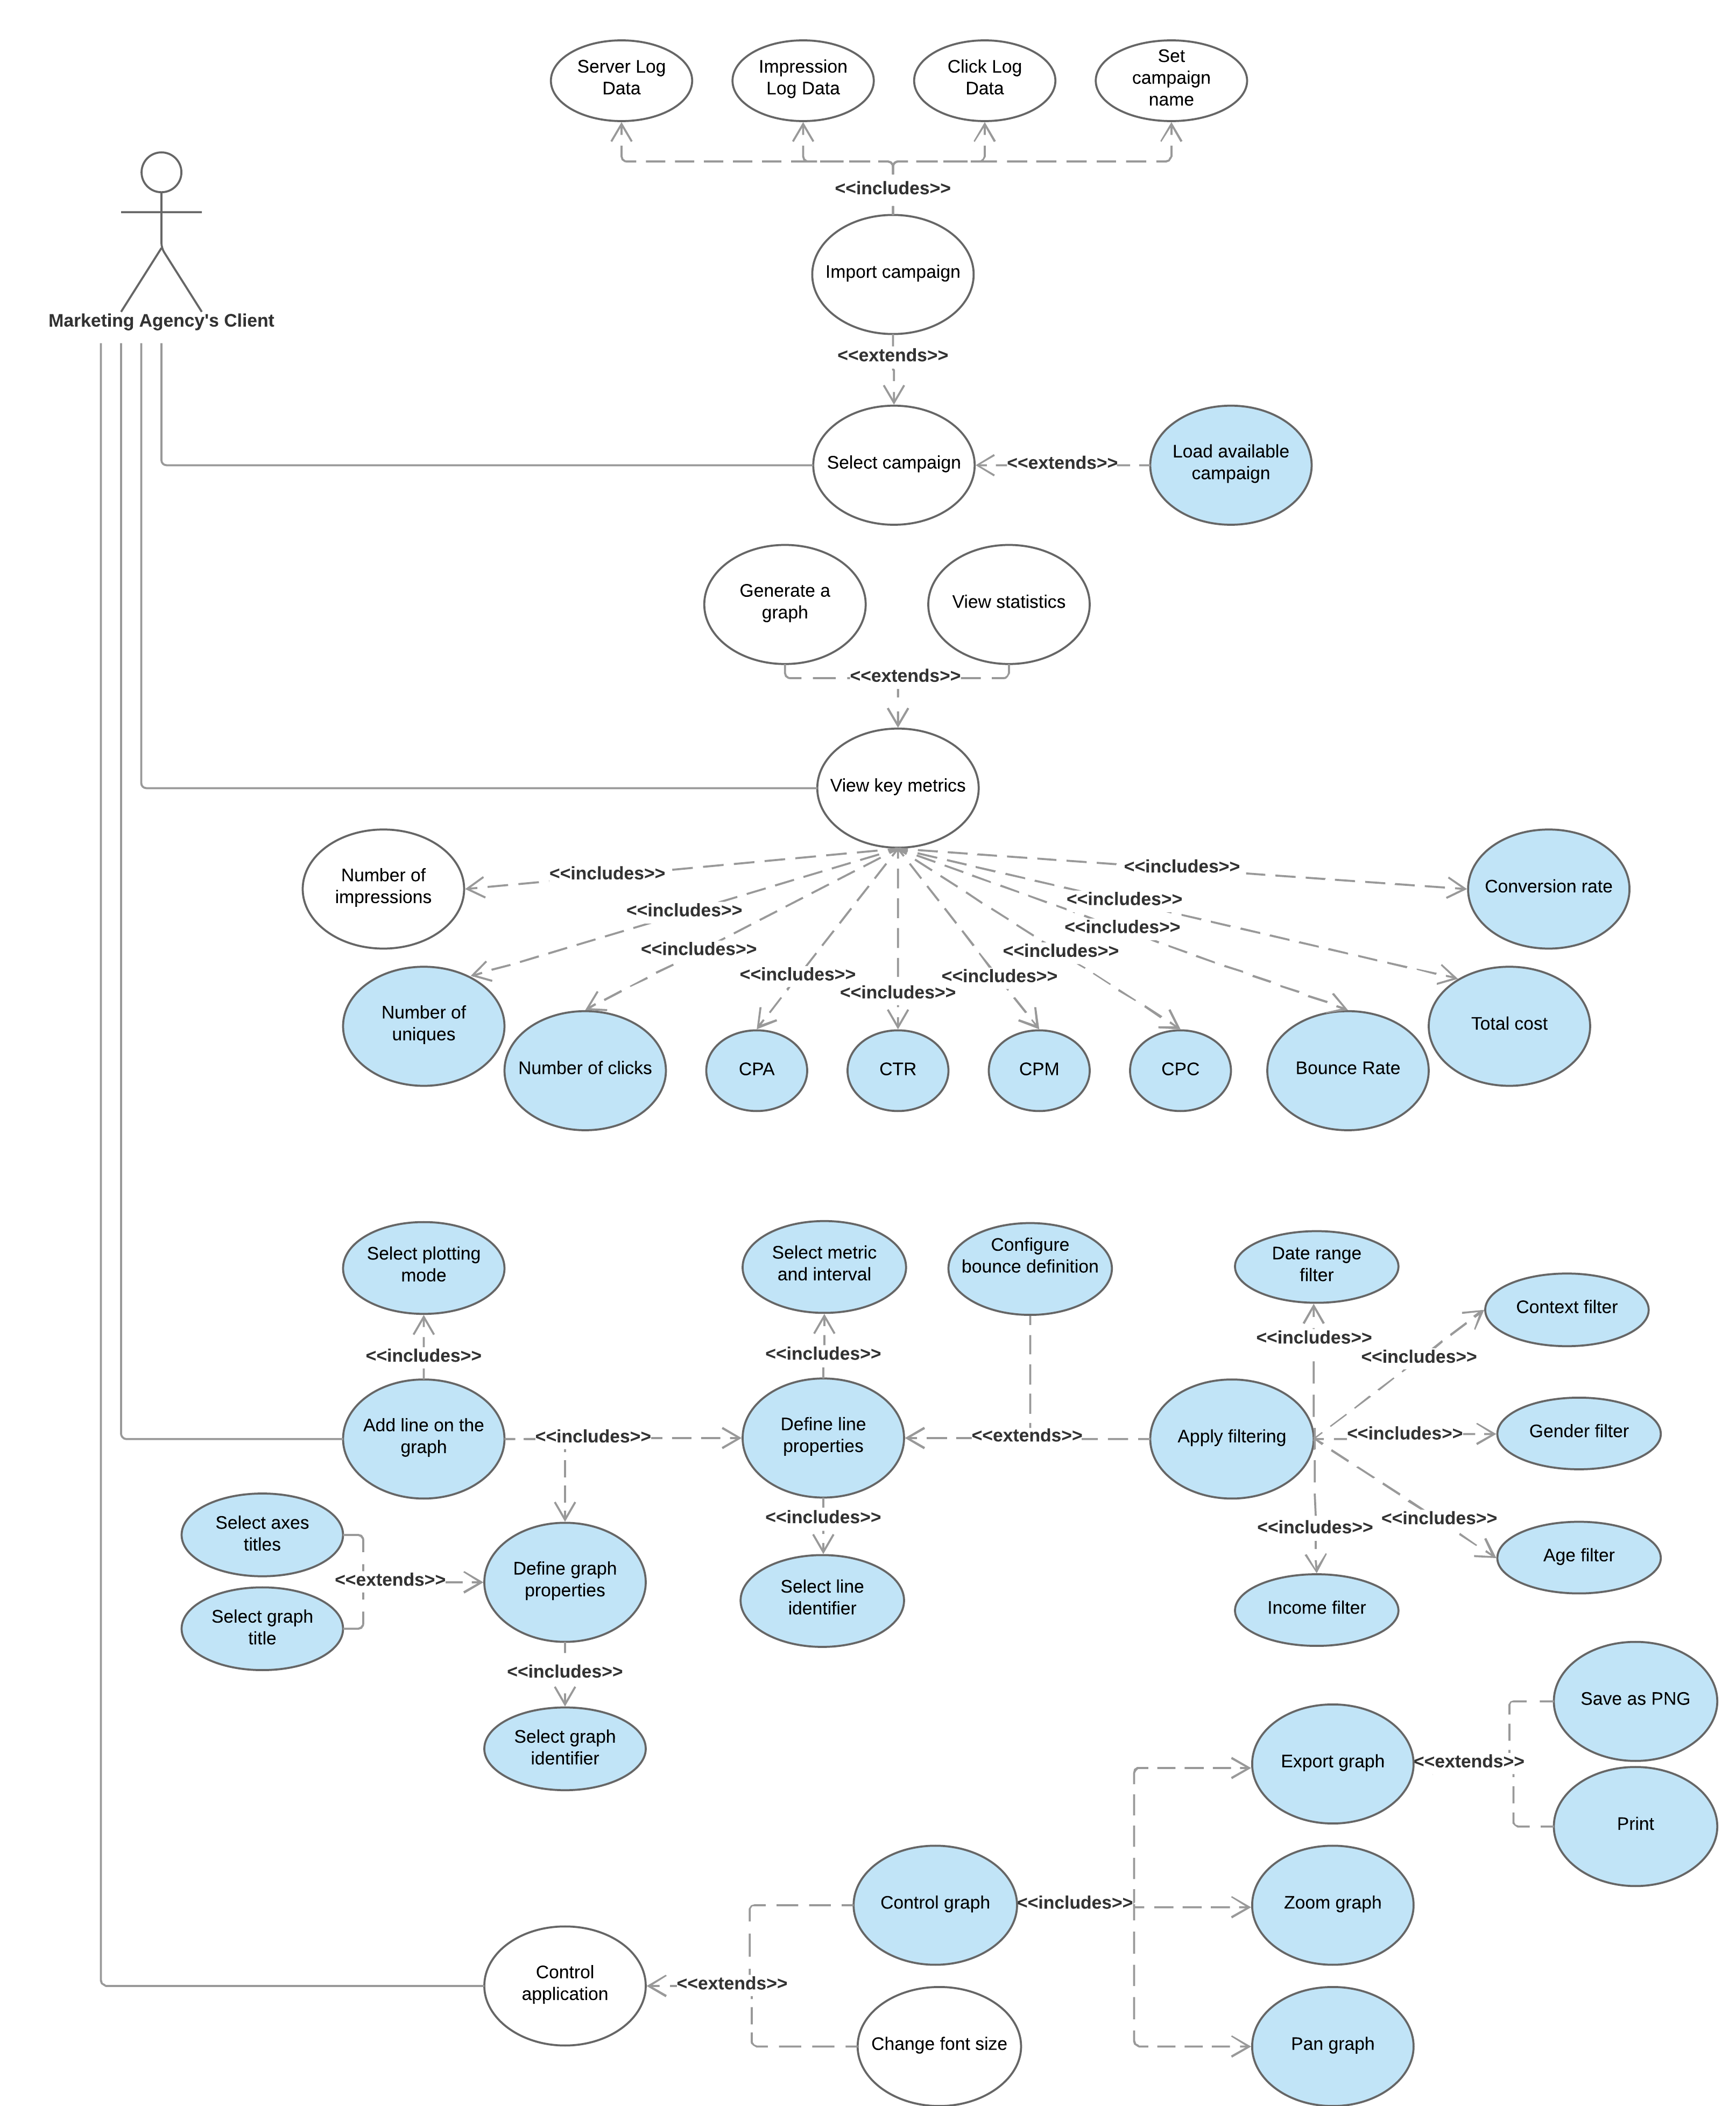 Server Log
Data
Impression
Log Data
Click Log
Data
Set
campaign
name
<<includes>>
Import campaign
Marketing Agency's Client
<<extends>>
Select campaign
<<extends>>
Load available
campaign
Generate a
graph
View statistics
<<extends>>
View key metrics
Number of
impressions
<<includes>>
<<includes>>
Conversion rate
<<includes>>
<<includes>>
<<includes>>
<<includes>>
<<includes>>
<<includes>>
<<includes>>
<<includes>>
<<includes>>
Number of
uniques
Number of clicks
CPA
CTR
CPM
CPC
Bounce Rate
Total cost
Select plotting
mode
Select metric
and interval
Configure
bounce definition
Date range
filter
Context filter
<<includes>>
<<includes>>
<<includes>>
<<includes>>
Add line on the
graph
<<includes>>
Define line
properties
<<extends>>
Apply filtering
<<includes>>
Gender filter
Select axes
titles
<<includes>>
<<includes>>
<<includes>>
Age filter
<<extends>>
Define graph
properties
Select line
identifier
Income filter
Select graph
title
<<includes>>
Select graph
identifier
Save as PNG
Export graph
<<extends>>
Print
Control graph
<<includes>>
Zoom graph
Control
application
<<extends>>
Change font size
Pan graph